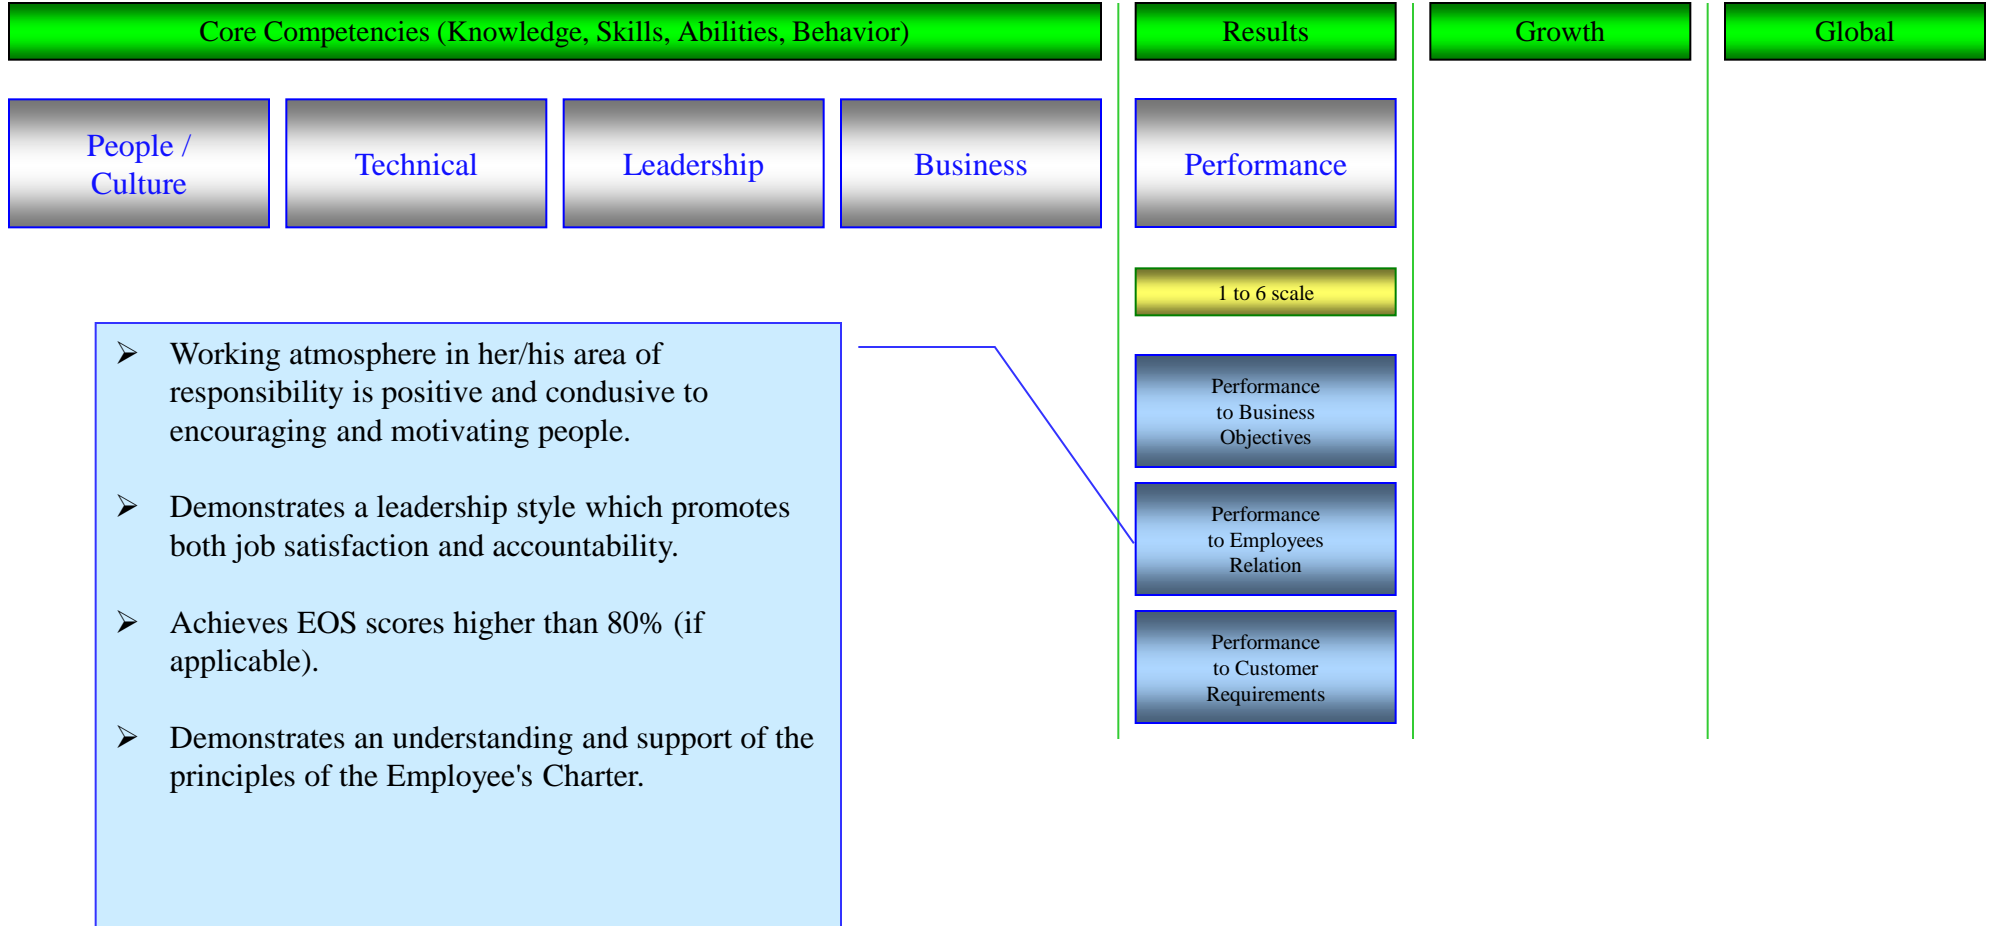 Core Competencies (Knowledge, Skills, Abilities, Behavior)
Results
Growth
Global
People /
Culture
Technical
Leadership
Business
Performance
1 to 6 scale
➢ Working atmosphere in her/his area of
responsibility is positive and condusive to
encouraging and motivating people.
➢ Demonstrates a leadership style which promotes
both job satisfaction and accountability.
➢ Achieves EOS scores higher than 80% (if
applicable).
➢ Demonstrates an understanding and support of the
principles of the Employee's Charter.
Performance
to Business
Objectives
Performance
to Employees
Relation
Performance
to Customer
Requirements